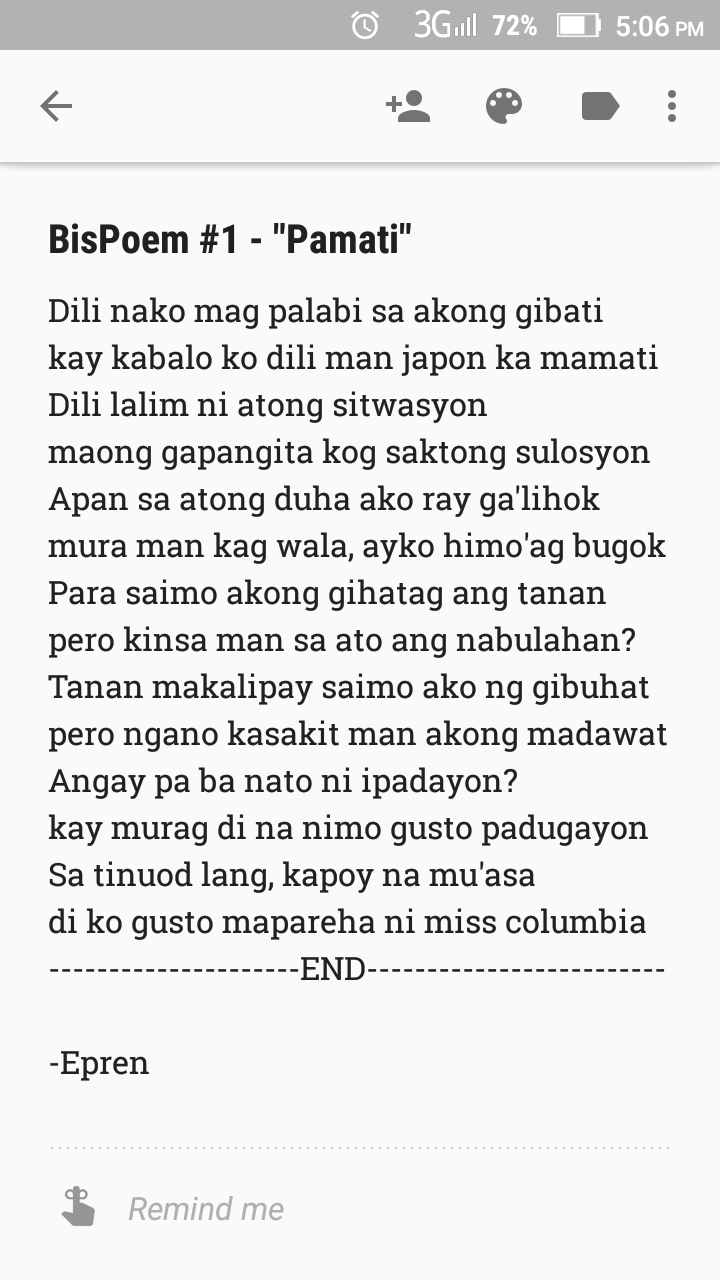 3G 72% 5:06 PM
BisPoem #1 - "Pamati"
Dili nako mag palabi sa akong gibati
kay kabalo ko dili man japon ka mamati
Dili lalim ni atong sitwasyon
maong gapangita kog saktong sulosyon
Apan sa atong duha ako ray ga'lihok
mura man kag wala, ayko himo'ag bugok
Para saimo akong gihatag ang tanan
pero kinsa man sa ato ang nabulahan?
Tanan makalipay saimo ako ng gibuhat
pero ngano kasakit man akong madawat
Angay pa ba nato ni ipadayon?
kay murag di na nimo gusto padugayon
Sa tinuod lang, kapoy na mu'asa
di ko gusto mapareha ni miss columbia
---------------------END-------------------------
-Epren
Remind me